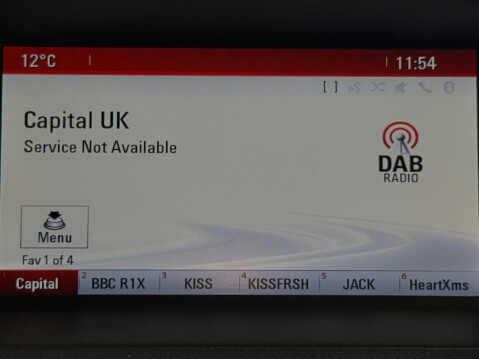 12°C 11:54
[ ]
Capital UK
Service Not Available
DAB
RADIO
Menu
Fav 1 of 4
1 Capital 2 BBC R1X 3 KISS 4 KISSFRSH 5 JACK 6 HeartXms